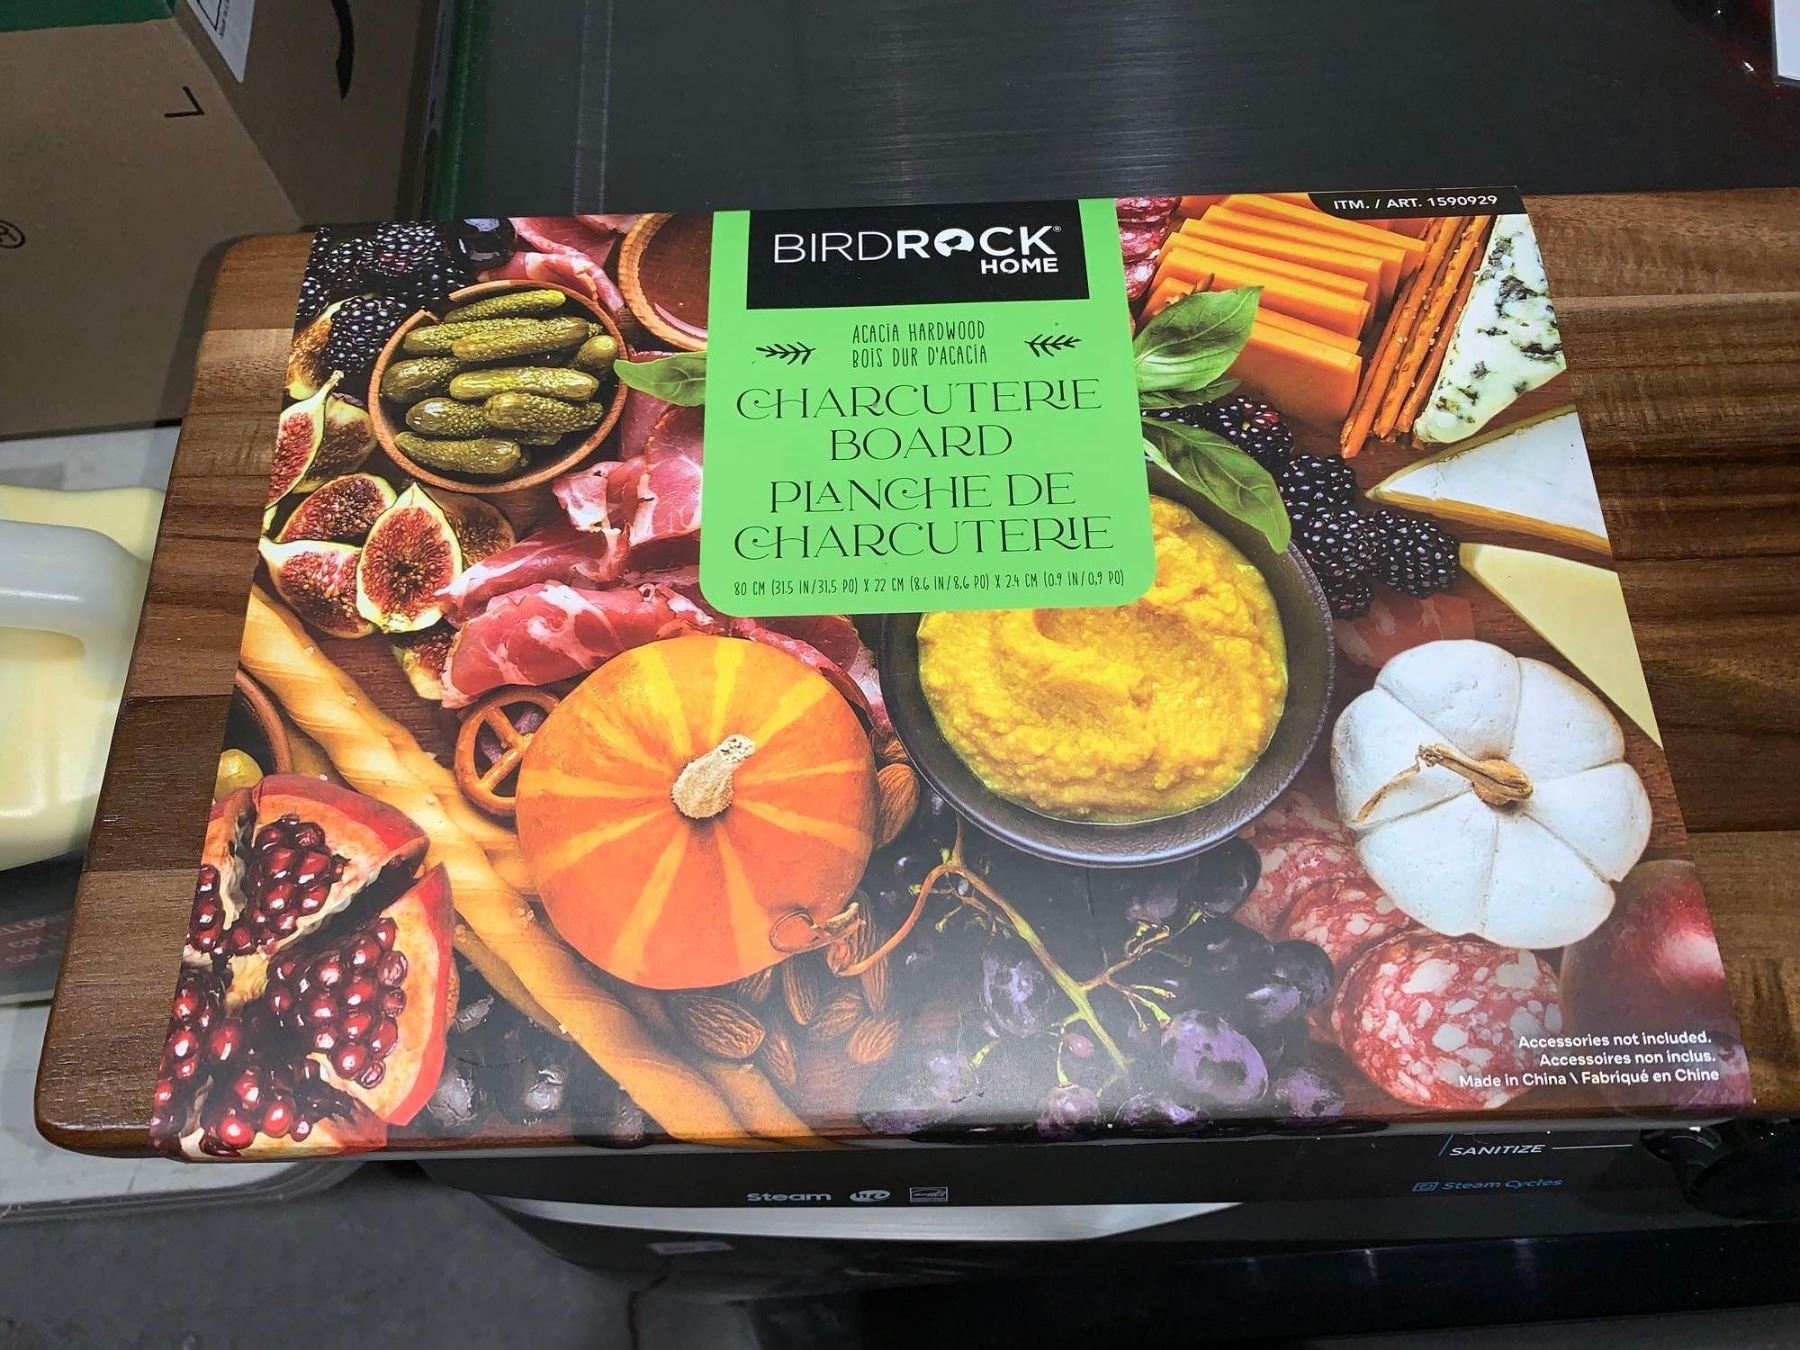 ITM. / ART. 1590929
BIRDROCK®
HOME
ACACIA HARDWOOD
BOIS DUR D'ACACIA
CHARCUTERIE
BOARD
PLANCHE DE
CHARCUTERIE
80 CM (31.5 IN/31,5 PO) X 22 CM (8.6 IN/8,6 PO) X 2.4 CM (0.9 IN/0,9 PO)
Accessories not included.
Accessoires non inclus.
Made in China \ Fabriqué en Chine
SANITIZE
Steam
Steam Cycles